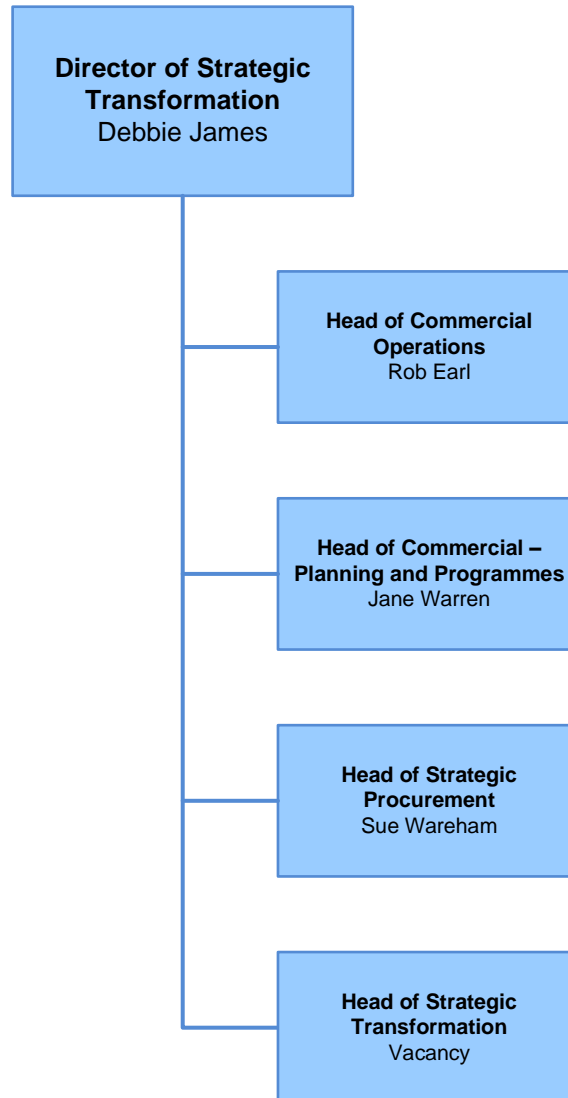 Director of Strategic
Transformation
Debbie James
Head of Commercial
Operations
Rob Earl
Head of Commercial –
Planning and Programmes
Jane Warren
Head of Strategic
Procurement
Sue Wareham
Head of Strategic
Transformation
Vacancy